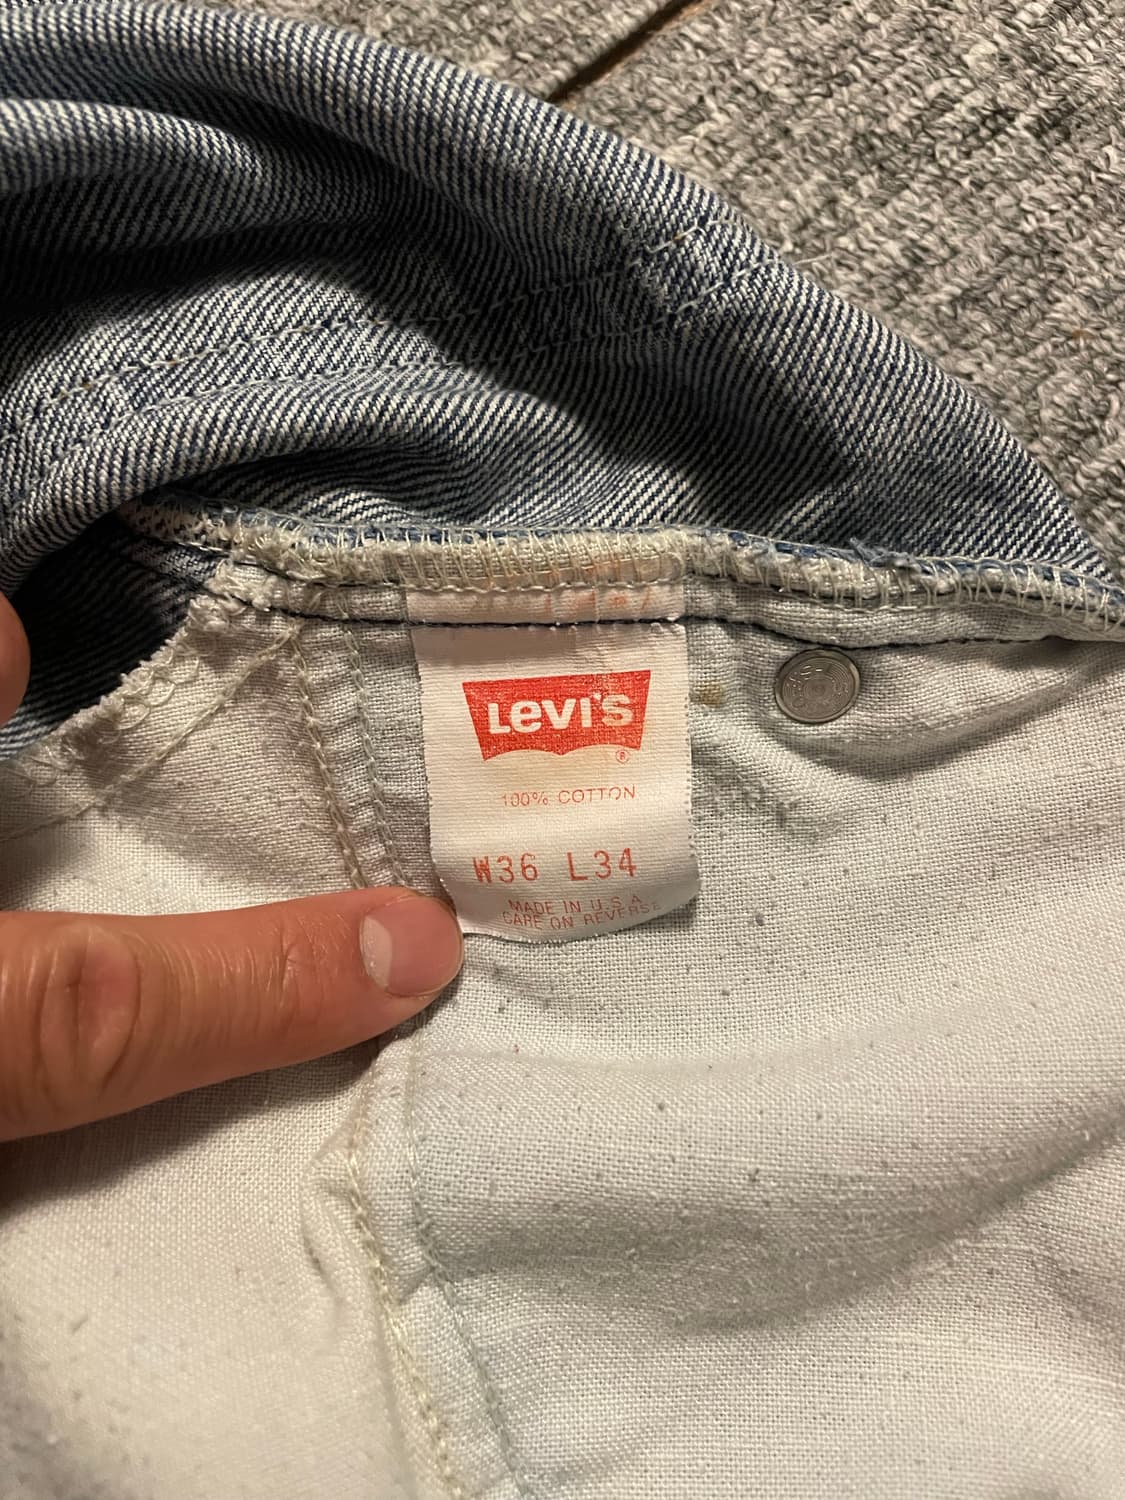 Levi's
®
100% COTTON
W36 L34
MADE IN U.S.A.
CARE ON REVERSE